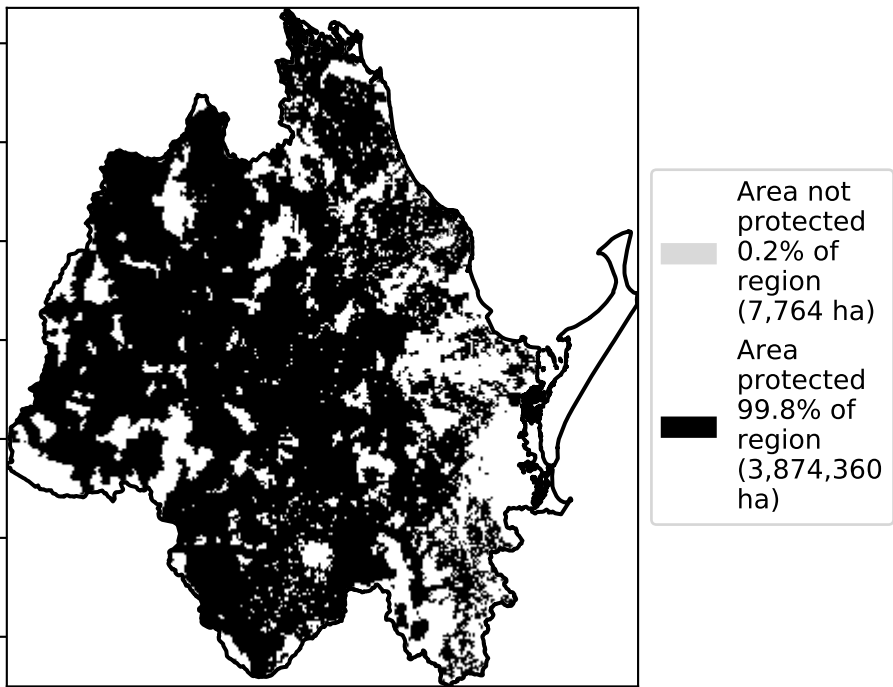 Area not
protected
0.2% of
region
(7,764 ha)
Area
protected
99.8% of
region
(3,874,360
ha)